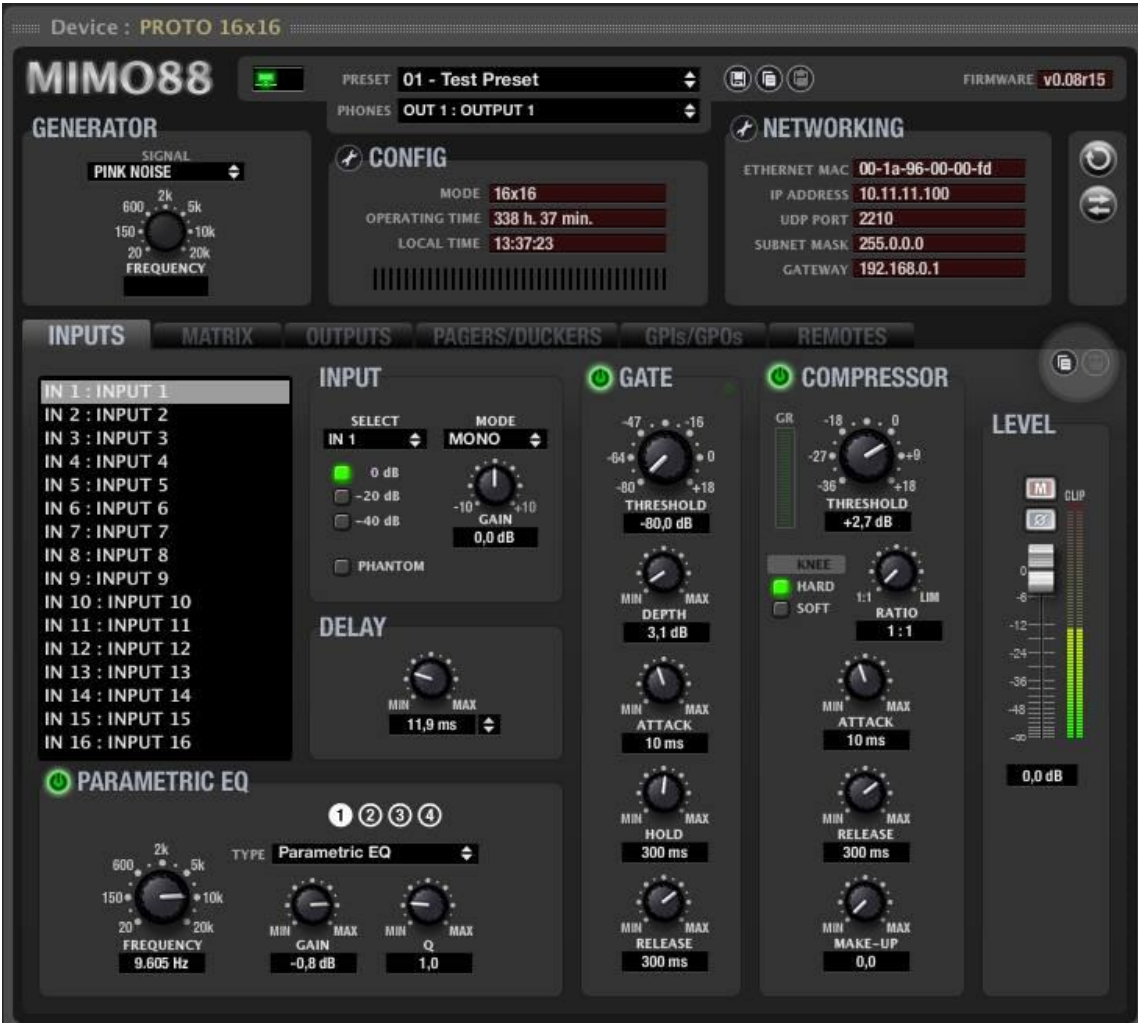 Device : PROTO 16x16
MIMO88
PRESET 01 - Test Preset
FIRMWARE v0.08r15
PHONES OUT 1 : OUTPUT 1
GENERATOR
SIGNAL
PINK NOISE
2k
600 5k
150 10k
20 20k
FREQUENCY
CONFIG
MODE 16x16
OPERATING TIME 338 h. 37 min.
LOCAL TIME 13:37:23
NETWORKING
ETHERNET MAC 00-1a-96-00-00-fd
IP ADDRESS 10.11.11.100
UDP PORT 2210
SUBNET MASK 255.0.0.0
GATEWAY 192.168.0.1
INPUTS MATRIX OUTPUTS PAGERS/DUCKERS GPIs/GPOs REMOTES
IN 1 : INPUT 1
IN 2 : INPUT 2
IN 3 : INPUT 3
IN 4 : INPUT 4
IN 5 : INPUT 5
IN 6 : INPUT 6
IN 7 : INPUT 7
IN 8 : INPUT 8
IN 9 : INPUT 9
IN 10 : INPUT 10
IN 11 : INPUT 11
IN 12 : INPUT 12
IN 13 : INPUT 13
IN 14 : INPUT 14
IN 15 : INPUT 15
IN 16 : INPUT 16
INPUT
SELECT MODE
IN 1 MONO
0 dB
-20 dB
-40 dB
-10 +10
GAIN
0,0 dB
PHANTOM
DELAY
MIN MAX
11,9 ms
GATE
-47 -16
-64 0
-80 +18
THRESHOLD
-80,0 dB
MIN MAX
DEPTH
3,1 dB
MIN MAX
ATTACK
10 ms
MIN MAX
HOLD
300 ms
MIN MAX
RELEASE
300 ms
COMPRESSOR
GR
-18 0
-27 +9
-36 +18
THRESHOLD
+2,7 dB
KNEE
HARD
SOFT
1:1 LIM
RATIO
1 : 1
MIN MAX
ATTACK
10 ms
MIN MAX
RELEASE
300 ms
MIN MAX
MAKE-UP
0,0
LEVEL
M
CLIP
Ø
0
-6
-12
-24
-36
-48
-∞
0,0 dB
PARAMETRIC EQ
1 2 3 4
TYPE Parametric EQ
2k
600 5k
150 10k
20 20k
FREQUENCY
9.605 Hz
MIN MAX
GAIN
-0,8 dB
MIN MAX
Q
1,0